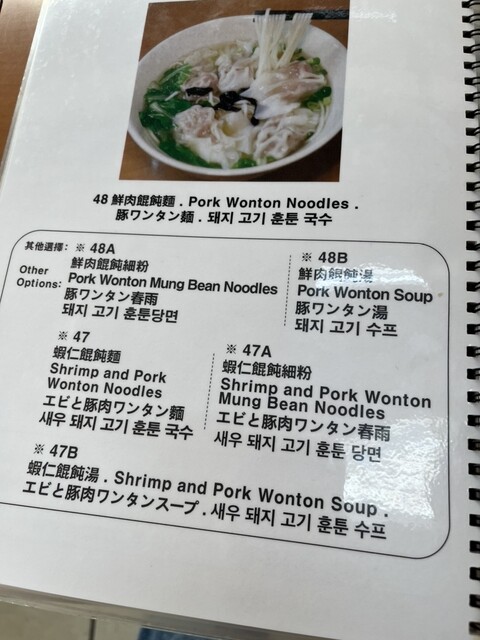 48 鮮肉餛飩麵 . Pork Wonton Noodles .
豚ワンタン麺 . 돼지 고기 훈툰 국수
其他選擇:
Other
Options:
※ 48A
鮮肉餛飩細粉
Pork Wonton Mung Bean Noodles
豚ワンタン春雨
돼지 고기 훈툰당면
※ 48B
鮮肉餛飩湯
Pork Wonton Soup
豚ワンタン湯
돼지 고기 수프
※ 47
蝦仁餛飩麵
Shrimp and Pork
Wonton Noodles
エビと豚肉ワンタン麺
새우 돼지 고기 훈툰 국수
※ 47A
蝦仁餛飩細粉
Shrimp and Pork Wonton
Mung Bean Noodles
エビと豚肉ワンタン春雨
새우 돼지 고기 훈툰 당면
※ 47B
蝦仁餛飩湯 . Shrimp and Pork Wonton Soup .
エビと豚肉ワンタンスープ . 새우 돼지 고기 훈툰 수프